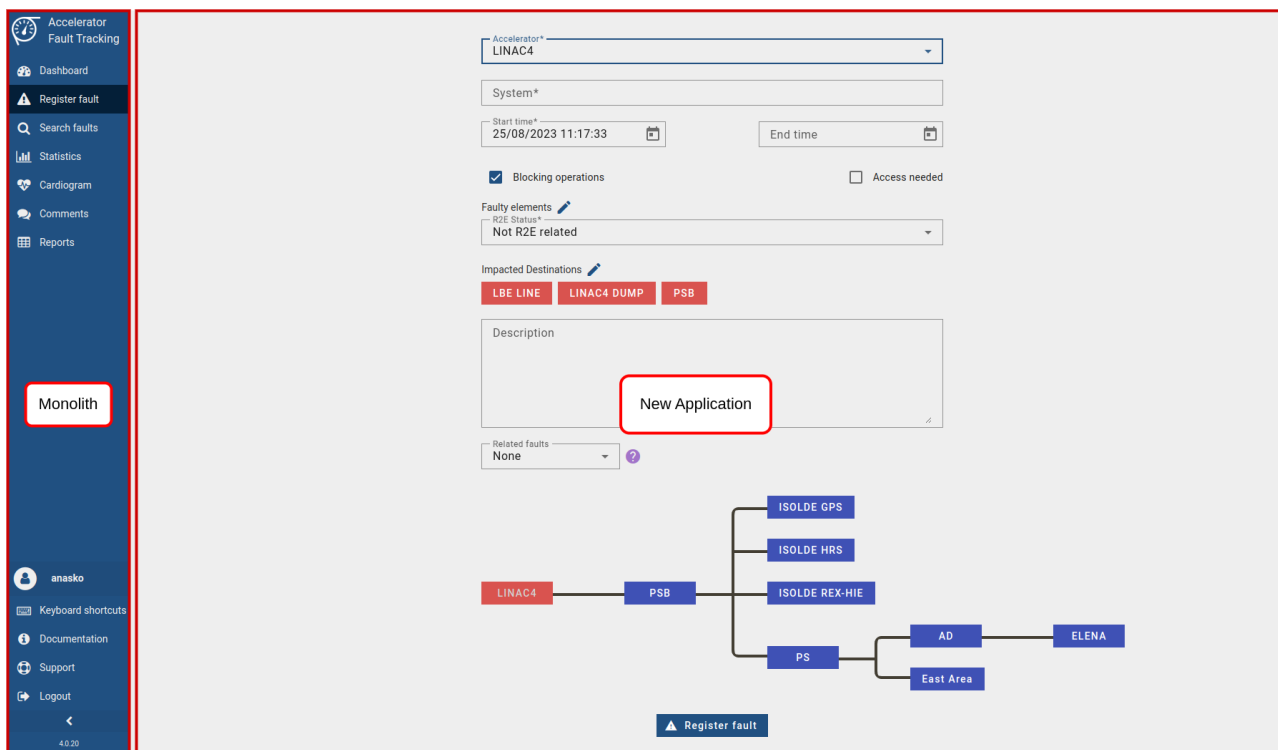 Accelerator
Fault Tracking
Dashboard
Register fault
Search faults
Statistics
Cardiogram
Comments
Reports
Monolith
anasko
Keyboard shortcuts
Documentation
Support
Logout
4.0.20
Accelerator*
LINAC4
System*
Start time*
25/08/2023 11:17:33
End time
Blocking operations
Access needed
Faulty elements
R2E Status*
Not R2E related
Impacted Destinations
LBE LINE
LINAC4 DUMP
PSB
Description
New Application
Related faults
None
?
ISOLDE GPS
ISOLDE HRS
LINAC4
PSB
ISOLDE REX-HIE
AD
ELENA
PS
East Area
Register fault